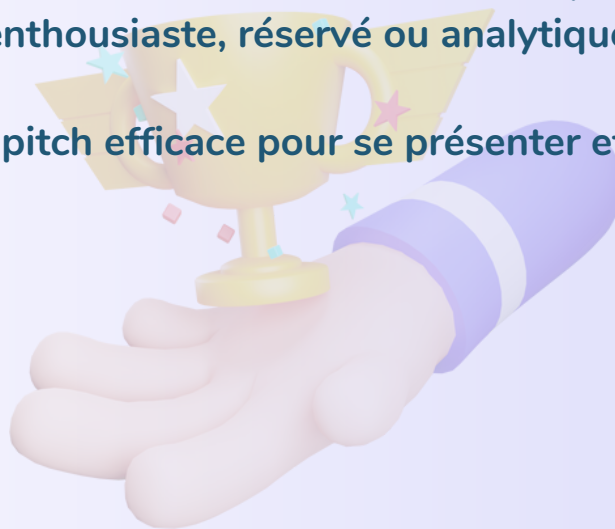 enthousiaste, réservé ou analytique
pitch efficace pour se présenter et